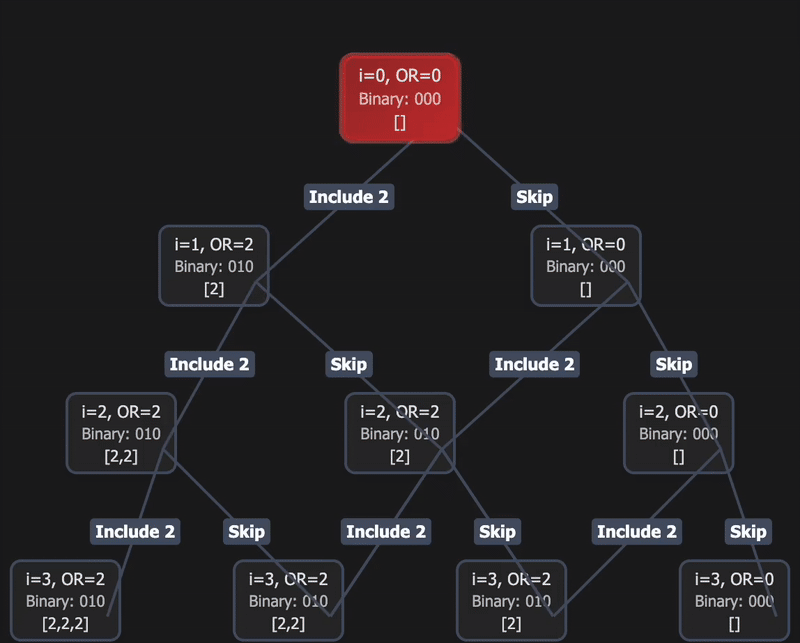 i=0, OR=0
Binary: 000
[]
Include 2
Skip
i=1, OR=2
Binary: 010
[2]
i=1, OR=0
Binary: 000
[]
Include 2
Skip
Include 2
Skip
i=2, OR=2
Binary: 010
[2,2]
i=2, OR=2
Binary: 010
[2]
i=2, OR=0
Binary: 000
[]
Include 2
Skip
Include 2
Skip
Include 2
Skip
i=3, OR=2
Binary: 010
[2,2,2]
i=3, OR=2
Binary: 010
[2,2]
i=3, OR=2
Binary: 010
[2]
i=3, OR=0
Binary: 000
[]